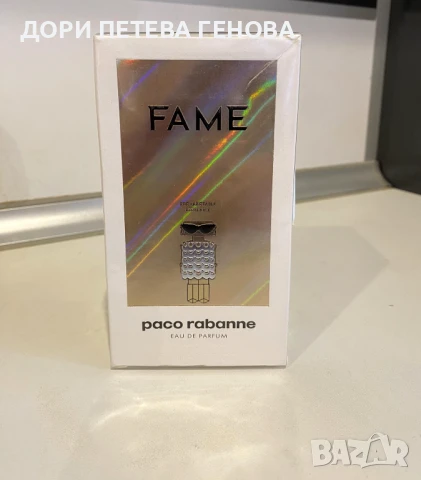 ДОРИ ПЕТЕВА ГЕНОВА
FAME
paco rabanne
EAU DE PARFUM
BAZAR